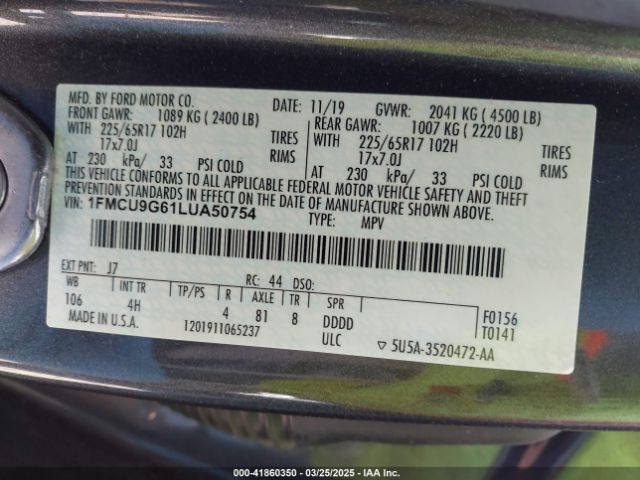 MFD. BY FORD MOTOR CO. DATE: 11/19 GVWR: 2041 KG ( 4500 LB)
FRONT GAWR: 1089 KG ( 2400 LB) REAR GAWR: 1007 KG ( 2220 LB)
WITH 225/65R17 102H TIRES WITH 225/65R17 102H TIRES
17x7.0J RIMS 17x7.0J RIMS
AT 230 kPa/ 33 PSI COLD AT 230 kPa/ 33 PSI COLD
THIS VEHICLE CONFORMS TO ALL APPLICABLE FEDERAL MOTOR VEHICLE SAFETY AND THEFT
PREVENTION STANDARDS IN EFFECT ON THE DATE OF MANUFACTURE SHOWN ABOVE.
VIN: 1FMCU9G61LUA50754 TYPE: MPV
EXT PNT: J7 RC: 44 DSO:
WB INT TR TP/PS R AXLE TR SPR F0156
106 4H 4 81 8 DDDD T0141
MADE IN U.S.A. 1201911065237 ULC ▽ 5U5A-3520472-AA
000-41860350 - 03/25/2025 - IAA Inc.